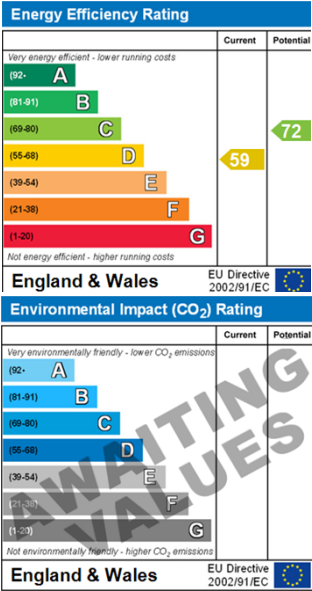 Energy Efficiency Rating
Current Potential
Very energy efficient - lower running costs
(92- A
(81-91) B
(69-80) C
72
(55-68) D
59
(39-54) E
(21-38) F
(1-20) G
Not energy efficient - higher running costs
England & Wales
EU Directive
2002/91/EC
Environmental Impact (CO₂) Rating
Current Potential
Very environmentally friendly - lower CO₂ emissions
(92- A
(81-91) B
(69-80) C
(55-68) D
(39-54) E
(21-38) F
(1-20) G
AWAITING
VALUES
Not environmentally friendly - higher CO₂ emissions
England & Wales
EU Directive
2002/91/EC